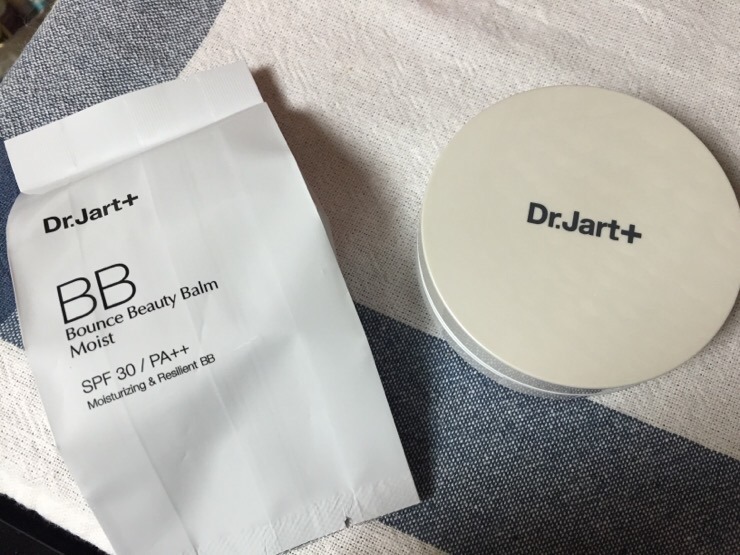 Dr.Jart+
BB
Bounce Beauty Balm
Moist
SPF 30 / PA++
Moisturizing & Resilient BB
Dr.Jart+